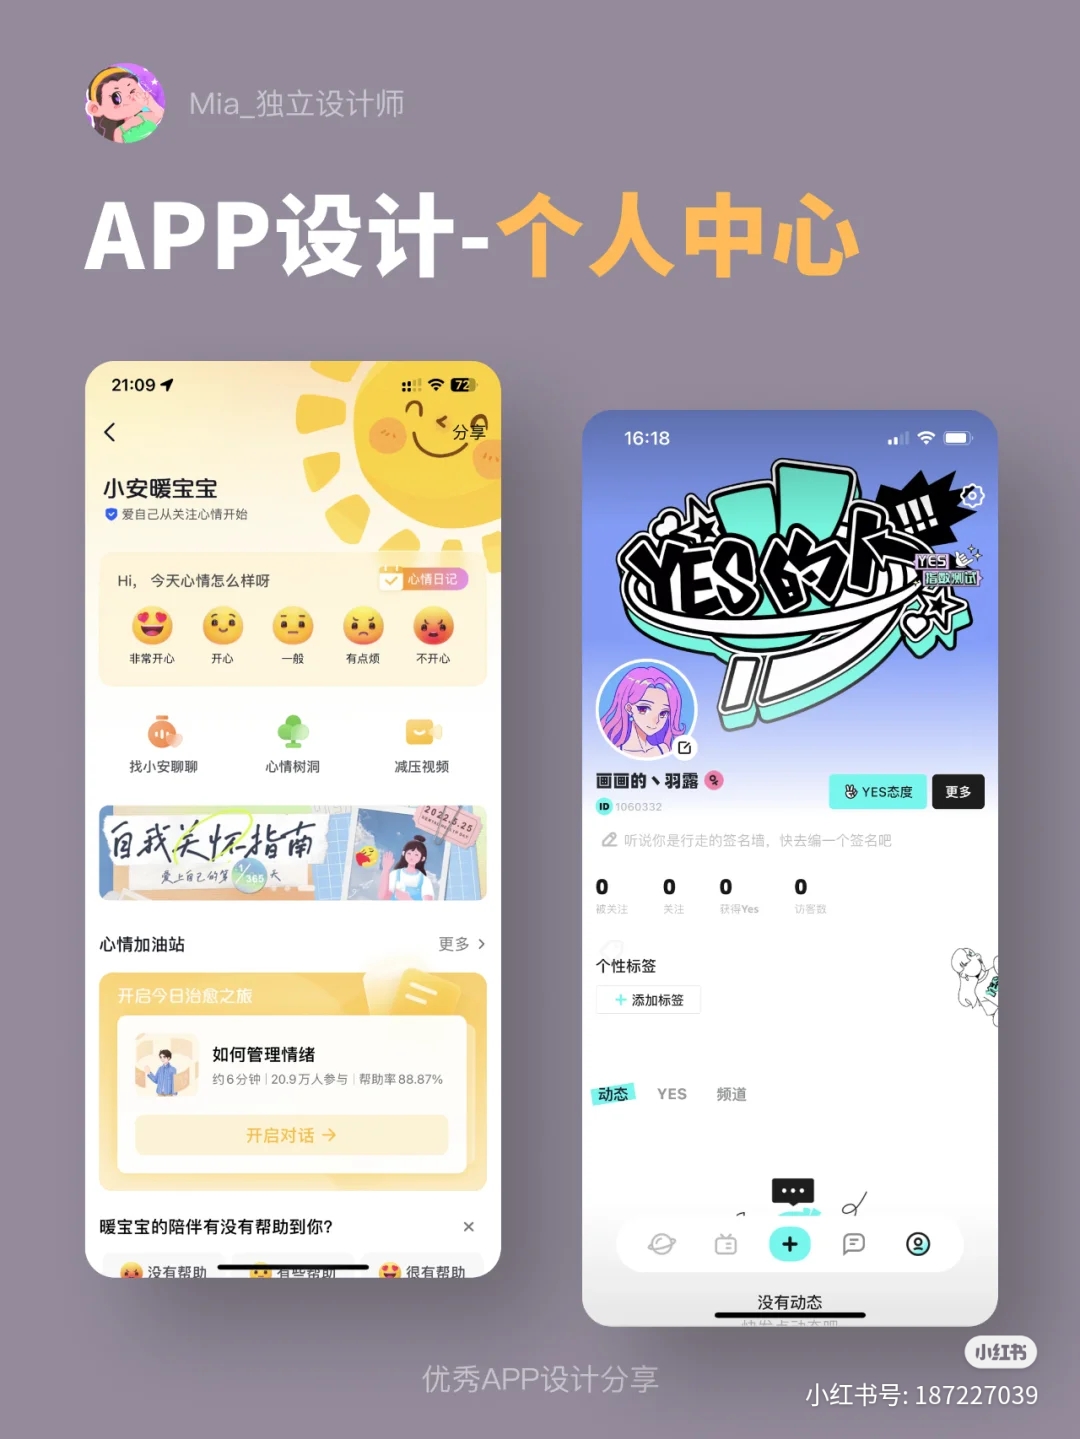 Mia_独立设计师
APP设计-个人中心
21:09
72
分享
小安暖宝宝
爱自己从关注心情开始
Hi， 今天心情怎么样呀
心情日记
非常开心 开心 一般 有点烦 不开心
找小安聊聊 心情树洞 减压视频
自我关怀指南
爱上自己的第1/365天
2022.5.25
心情加油站 更多
开启今日治愈之旅
如何管理情绪
约6分钟 20.9万人参与 帮助率88.87%
开启对话
暖宝宝的陪伴有没有帮助到你?
没有帮助 有些帮助 很有帮助
16:18
YES的人!!!
YES
指数测试
画画的丶羽露
ID 1060332
YES态度 更多
听说你是行走的签名墙，快去编一个签名吧
0 0 0 0
被关注 关注 获得Yes 访客数
个性标签
添加标签
动态 YES 频道
没有动态
快发点动态吧
优秀APP设计分享
小红书
小红书号: 187227039